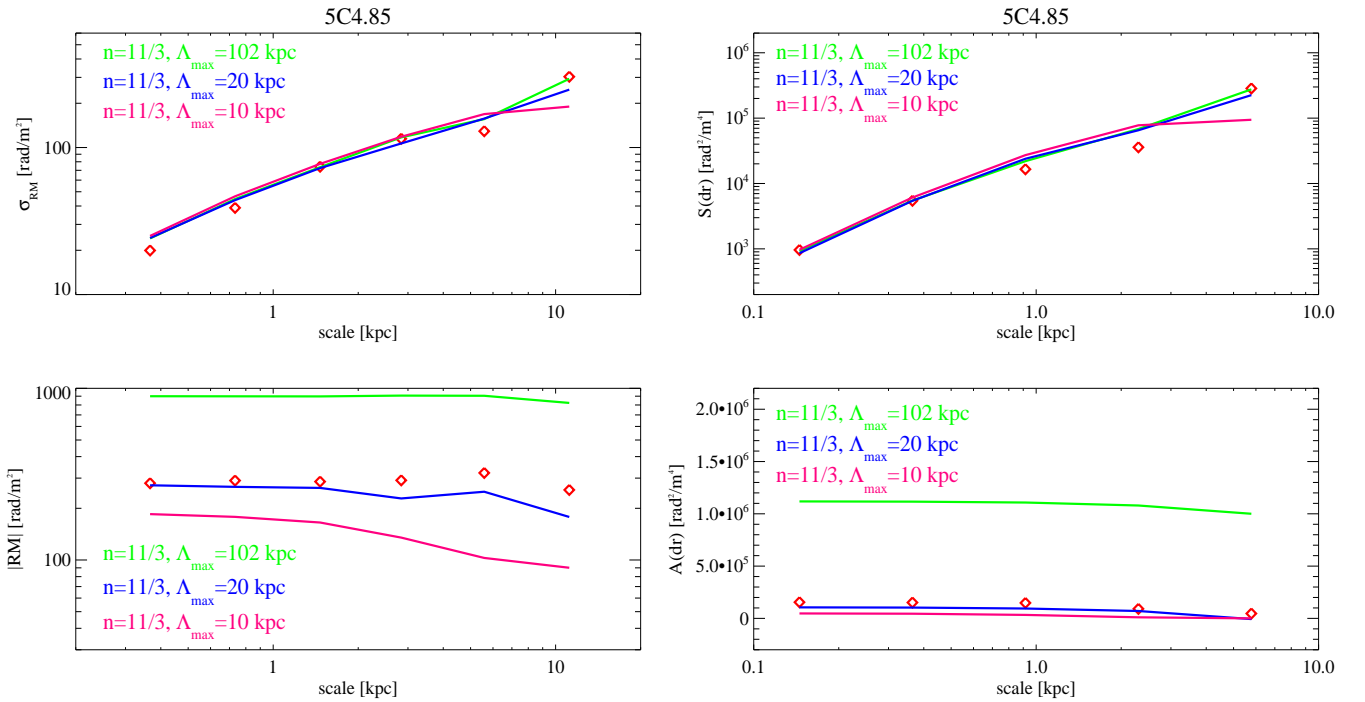 5C4.85
n=11/3, Λmax=102 kpc
n=11/3, Λmax=20 kpc
n=11/3, Λmax=10 kpc
100
10
σRM [rad/m²]
1
10
scale [kpc]
5C4.85
n=11/3, Λmax=102 kpc
n=11/3, Λmax=20 kpc
n=11/3, Λmax=10 kpc
10⁶
10⁵
10⁴
10³
S(dr) [rad²/m⁴]
0.1
1.0
10.0
scale [kpc]
1000
100
|RM| [rad/m²]
n=11/3, Λmax=102 kpc
n=11/3, Λmax=20 kpc
n=11/3, Λmax=10 kpc
1
10
scale [kpc]
n=11/3, Λmax=102 kpc
n=11/3, Λmax=20 kpc
n=11/3, Λmax=10 kpc
2.0•10⁶
1.5•10⁶
1.0•10⁶
5.0•10⁵
0
A(dr) [rad²/m⁴]
0.1
1.0
10.0
scale [kpc]